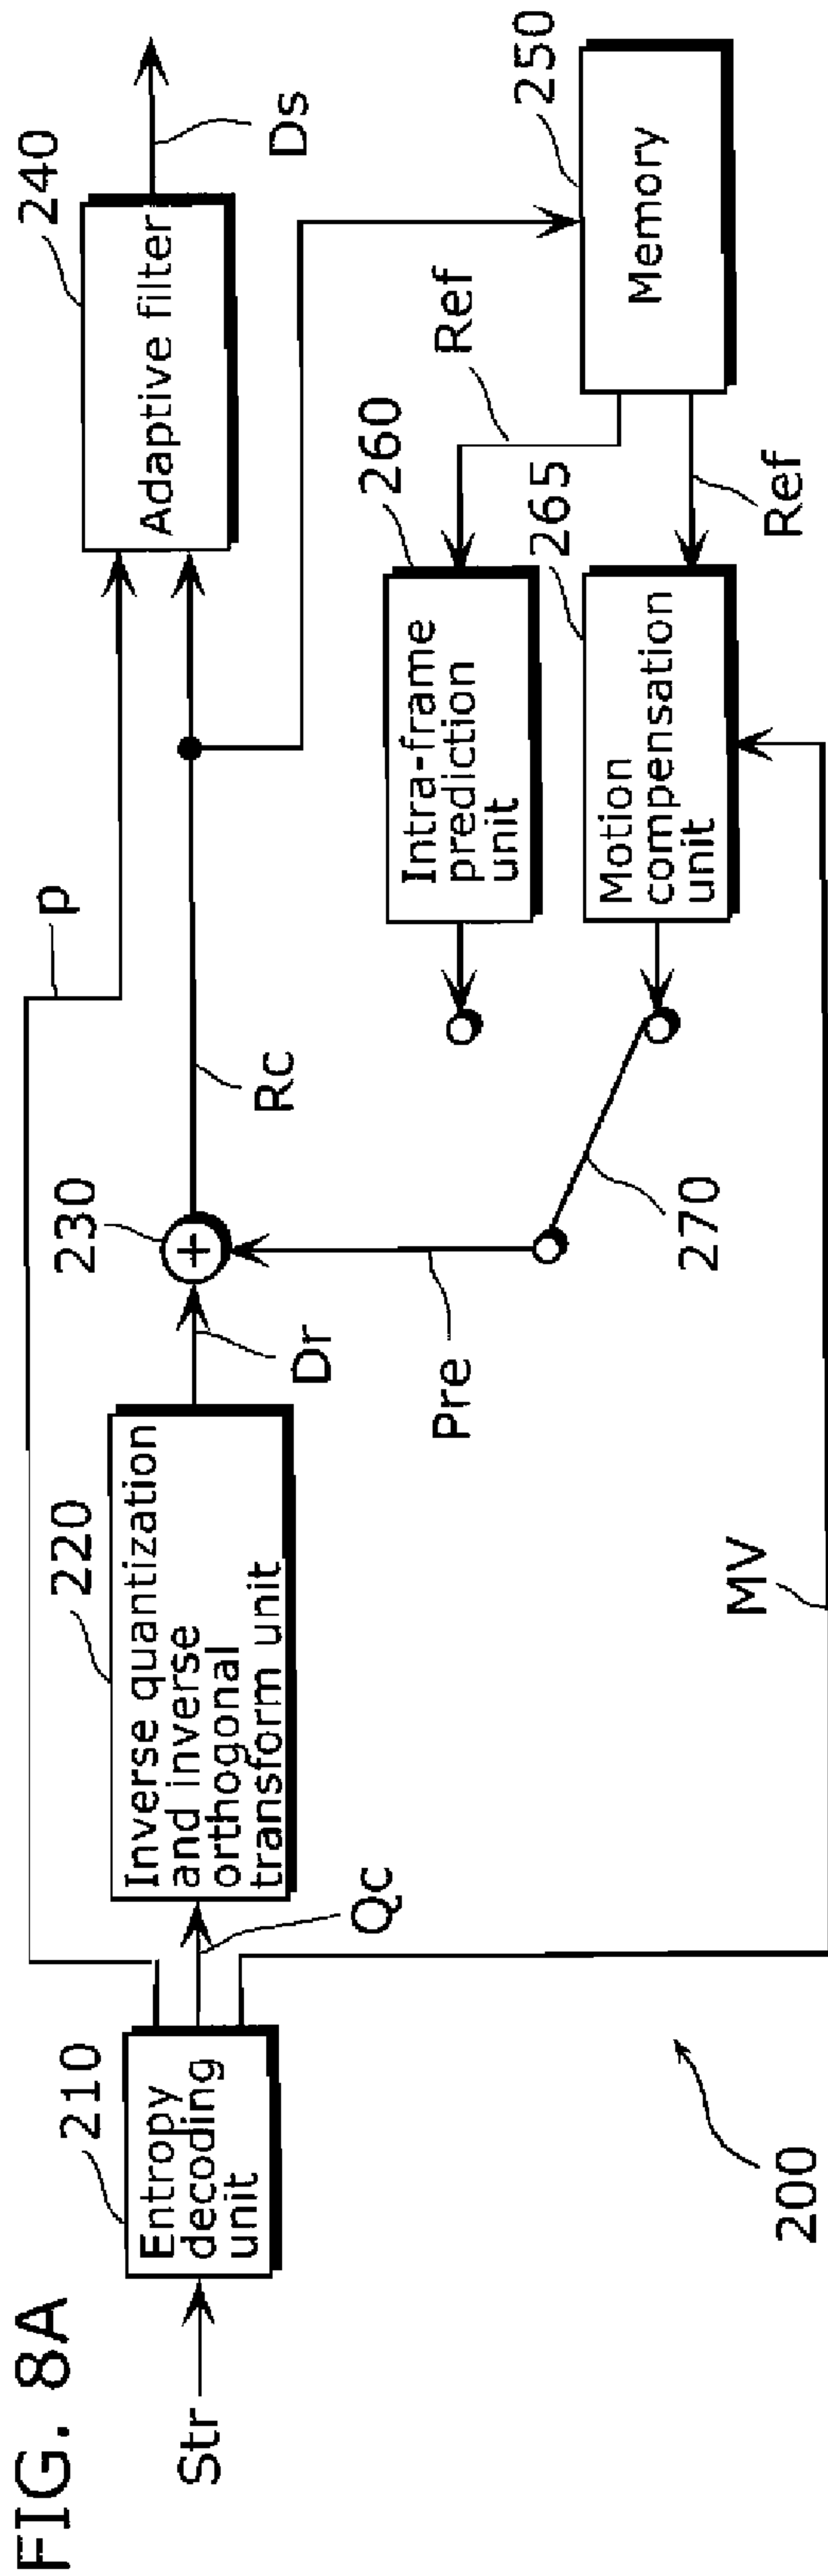 FIG. 8A
Str
210
Entropy
decoding
unit
Qc
220
Inverse quantization
and inverse
orthogonal
transform unit
Dr
230
+
Rc
p
240
Adaptive filter
Ds
Pre
270
260
Intra-frame
prediction
unit
265
Motion
compensation
unit
Ref
Ref
250
Memory
MV
200